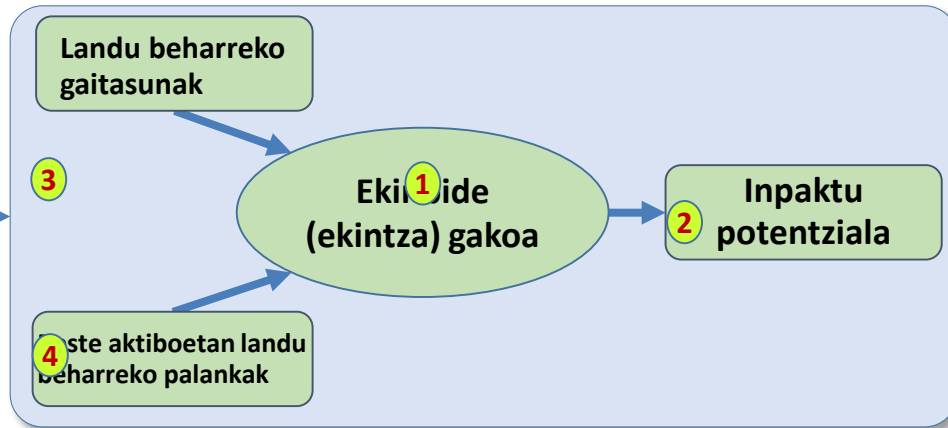 Landu beharreko
gaitasunak
3
1
(ekintza) gakoa
2
Inpaktu
potentziala
4
aktiboetan landu
beharreko palankak